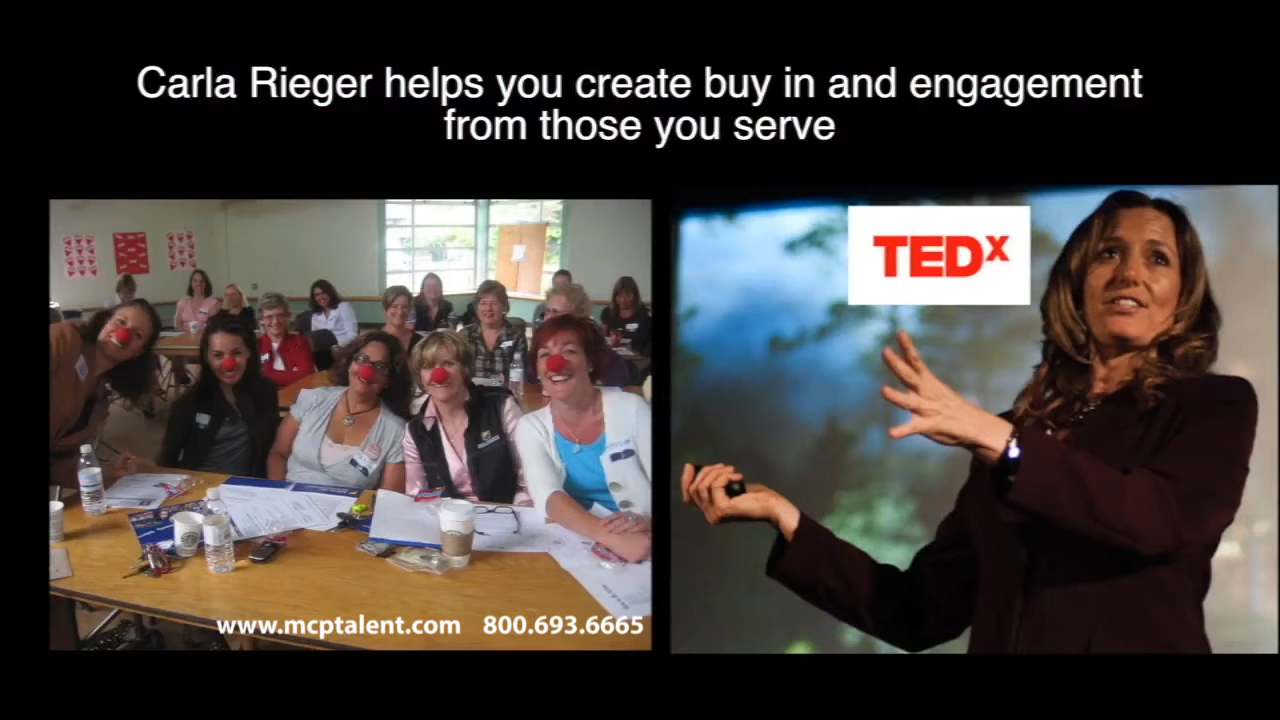 Carla Rieger helps you create buy in and engagement
from those you serve
TEDx
www.mcptalent.com 800.693.6665